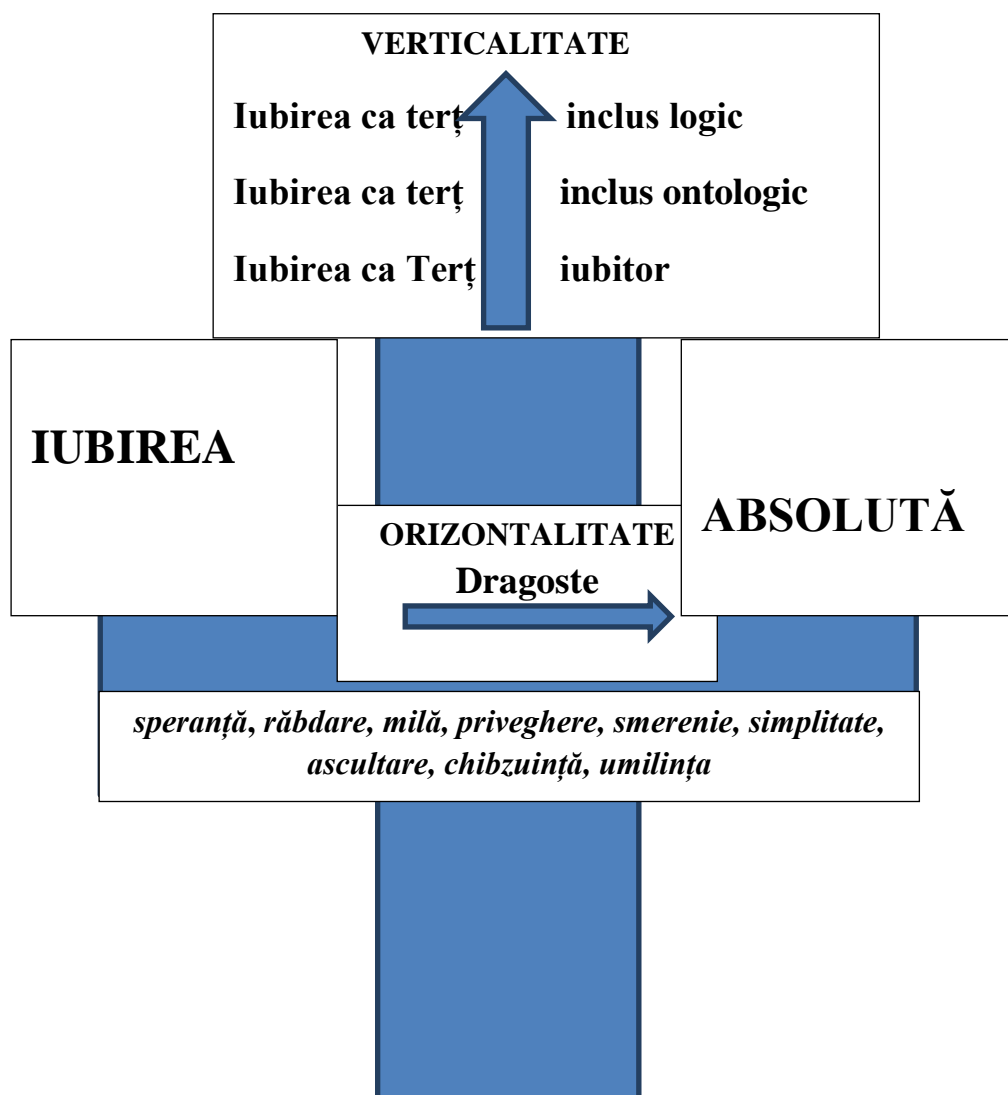 VERTICALITATE
Iubirea ca terț inclus logic
Iubirea ca terț inclus ontologic
Iubirea ca Terț iubitor
IUBIREA
ABSOLUTĂ
ORIZONTALITATE
Dragoste
speranță, răbdare, milă, priveghere, smerenie, simplitate,
ascultare, chibzuință, umilința